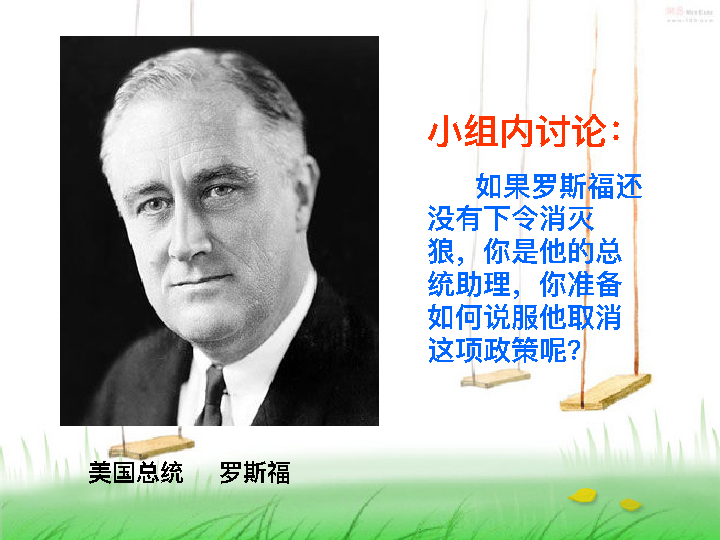 小组内讨论：
如果罗斯福还
没有下令消灭
狼，你是他的总
统助理，你准备
如何说服他取消
这项政策呢？
美国总统 罗斯福